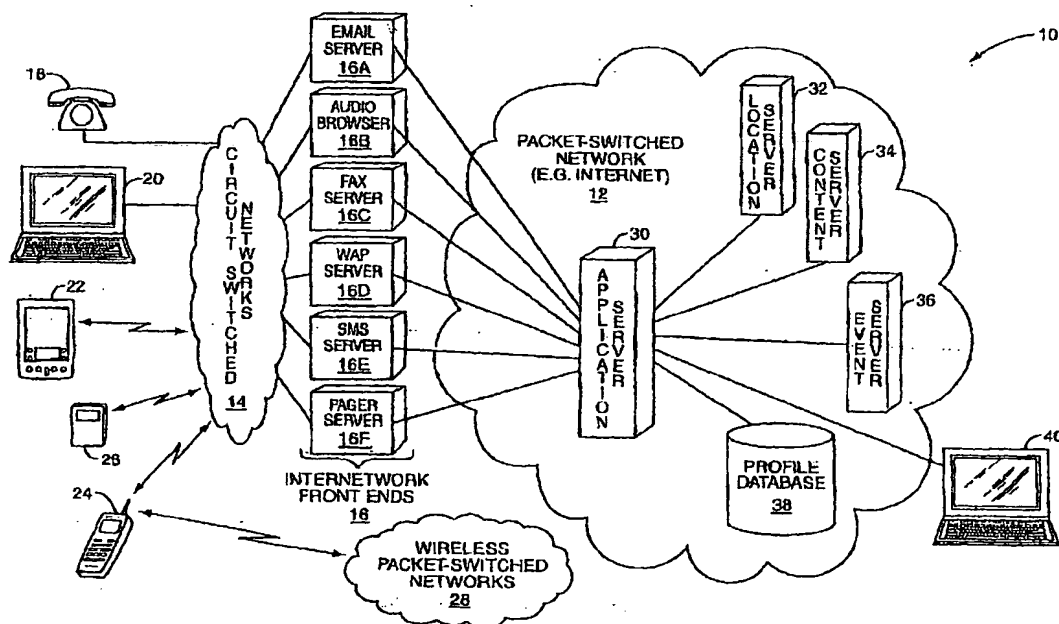 10
18
20
22
26
24
EMAIL
SERVER
16A
AUDIO
BROWSER
16B
FAX
SERVER
16C
WAP
SERVER
16D
SMS
SERVER
16E
PAGER
SERVER
16F
INTERNETWORK
FRONT ENDS
16
CIRCUIT SWITCHED
NETWORKS
14
PACKET-SWITCHED
NETWORK
(E.G. INTERNET)
12
30
APPLICATION
SERVER
32
LOCATION
SERVER
34
CONTENT
SERVER
36
EVENT
SERVER
PROFILE
DATABASE
38
40
WIRELESS
PACKET-SWITCHED
NETWORKS
28